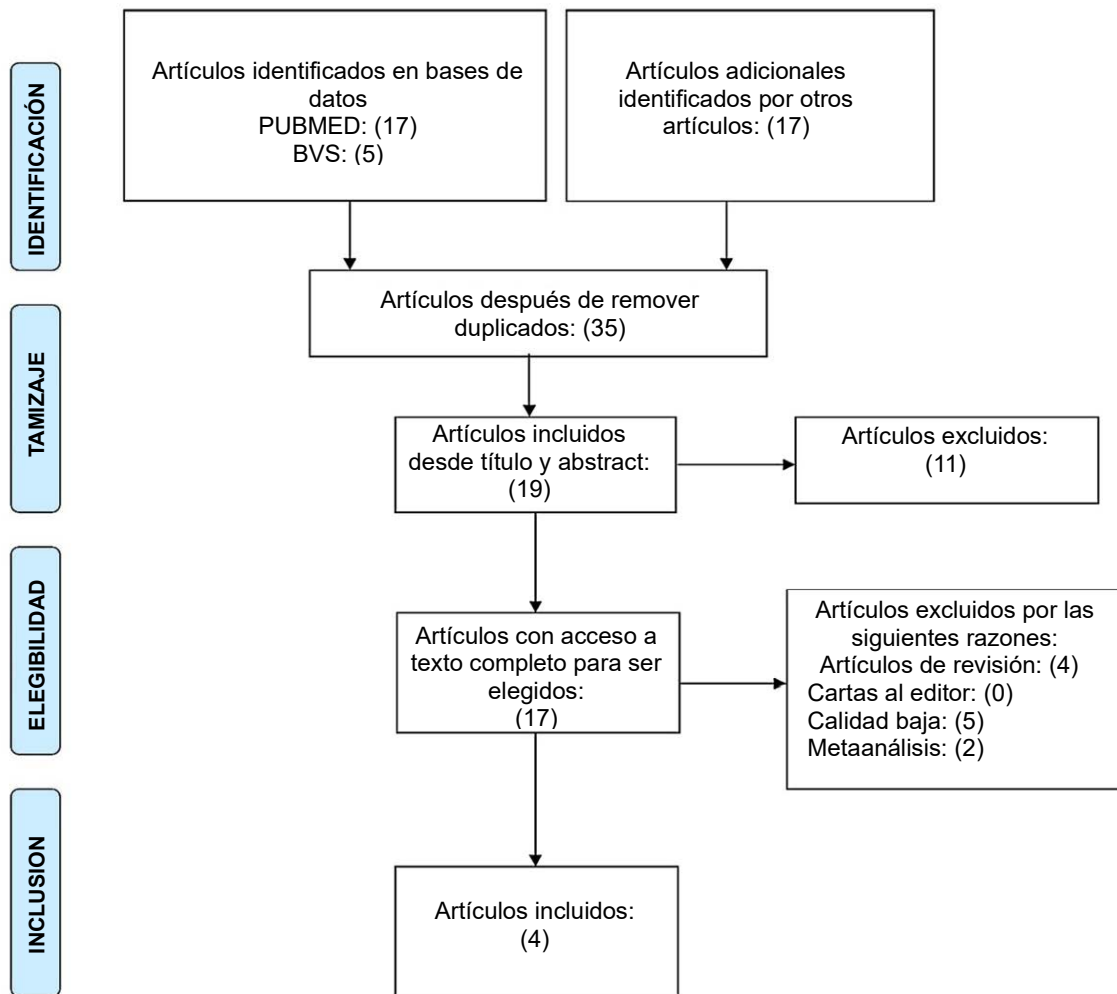 IDENTIFICACIÓN
Artículos identificados en bases de
datos
PUBMED: (17)
BVS: (5)
Artículos adicionales
identificados por otros
artículos: (17)
TAMIZAJE
Artículos después de remover
duplicados: (35)
Artículos incluidos
desde título y abstract:
(19)
Artículos excluidos:
(11)
ELEGIBILIDAD
Artículos con acceso a
texto completo para ser
elegidos:
(17)
Artículos excluidos por las
siguientes razones:
Artículos de revisión: (4)
Cartas al editor: (0)
Calidad baja: (5)
Metaanálisis: (2)
INCLUSION
Artículos incluidos:
(4)